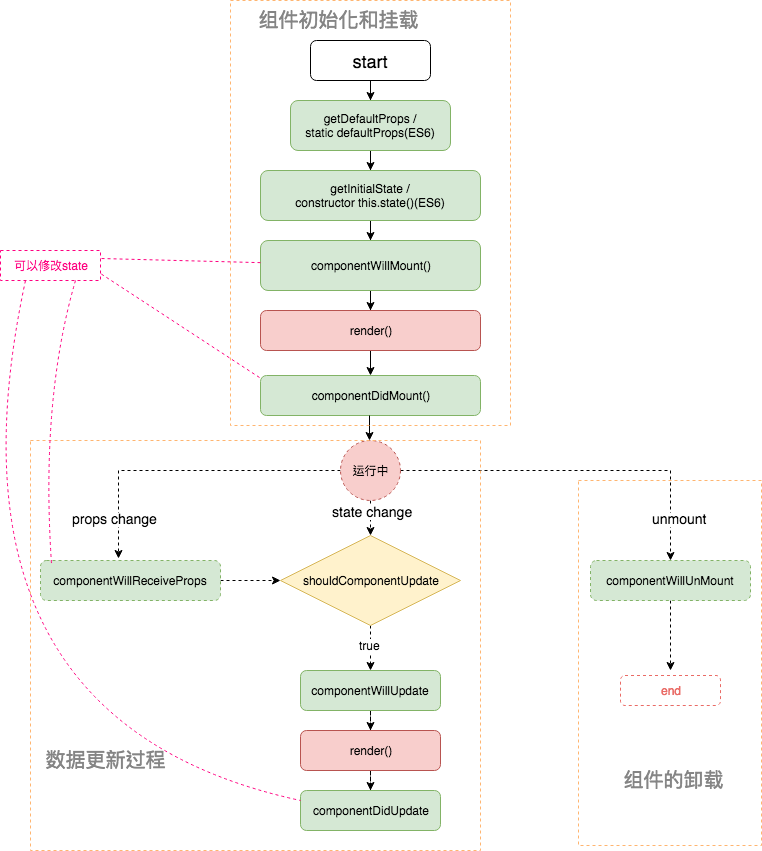 组件初始化和挂载
start
getDefaultProps /
static defaultProps(ES6)
getInitialState /
constructor this.state()(ES6)
可以修改state
componentWillMount()
render()
componentDidMount()
运行中
props change
state change
unmount
componentWillReceiveProps
shouldComponentUpdate
componentWillUnMount
true
componentWillUpdate
end
render()
数据更新过程
组件的卸载
componentDidUpdate